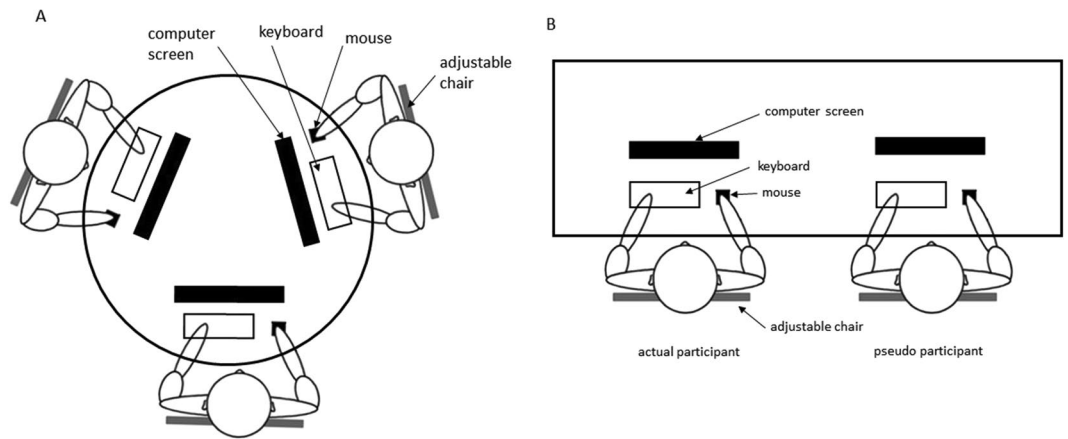 A
computer
screen
keyboard
mouse
adjustable
chair
B
computer screen
keyboard
mouse
adjustable chair
actual participant
pseudo participant